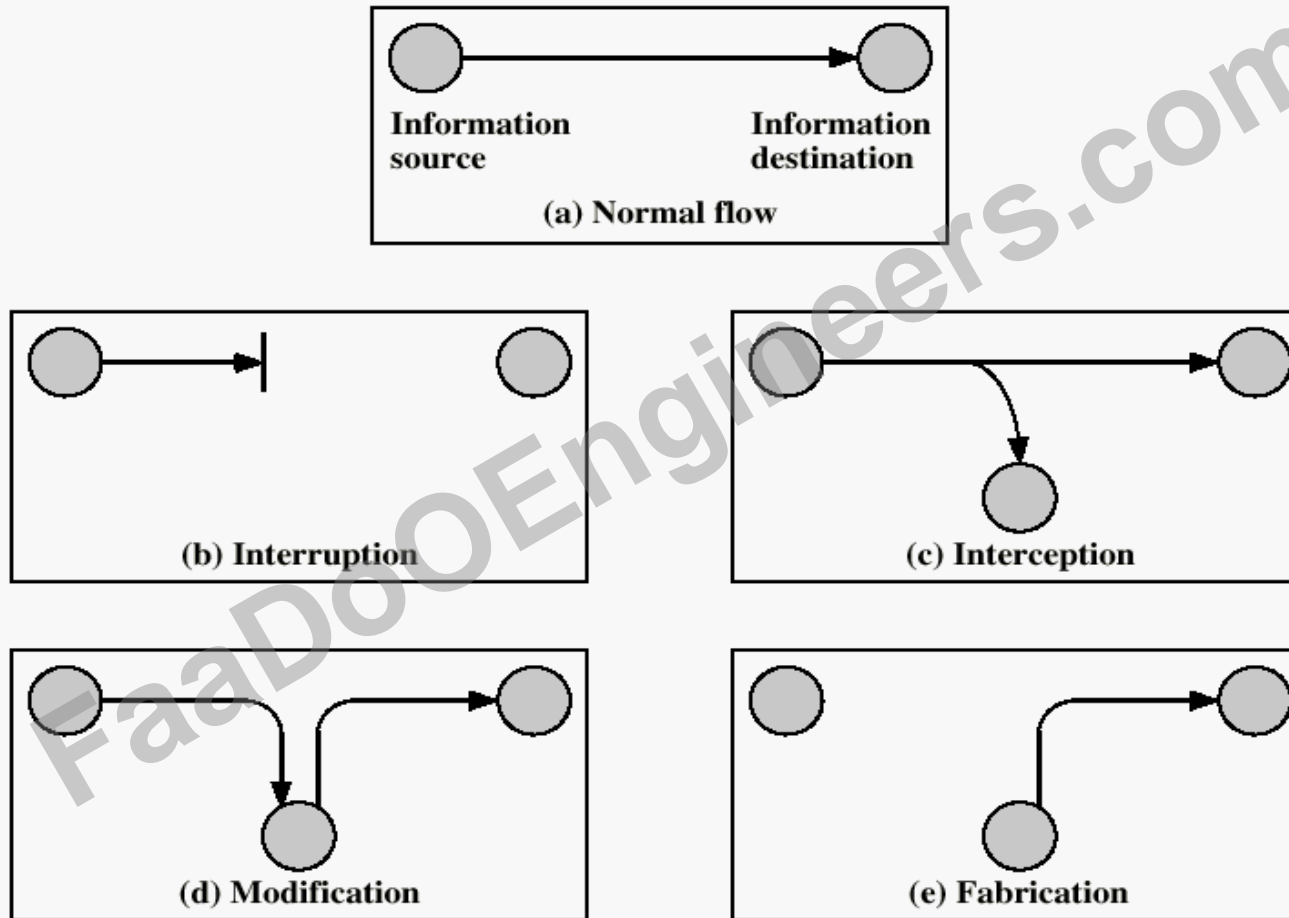 Information
source
Information
destination
(a) Normal flow
(b) Interruption
(c) Interception
(d) Modification
(e) Fabrication
FaaDoOEngineers.com